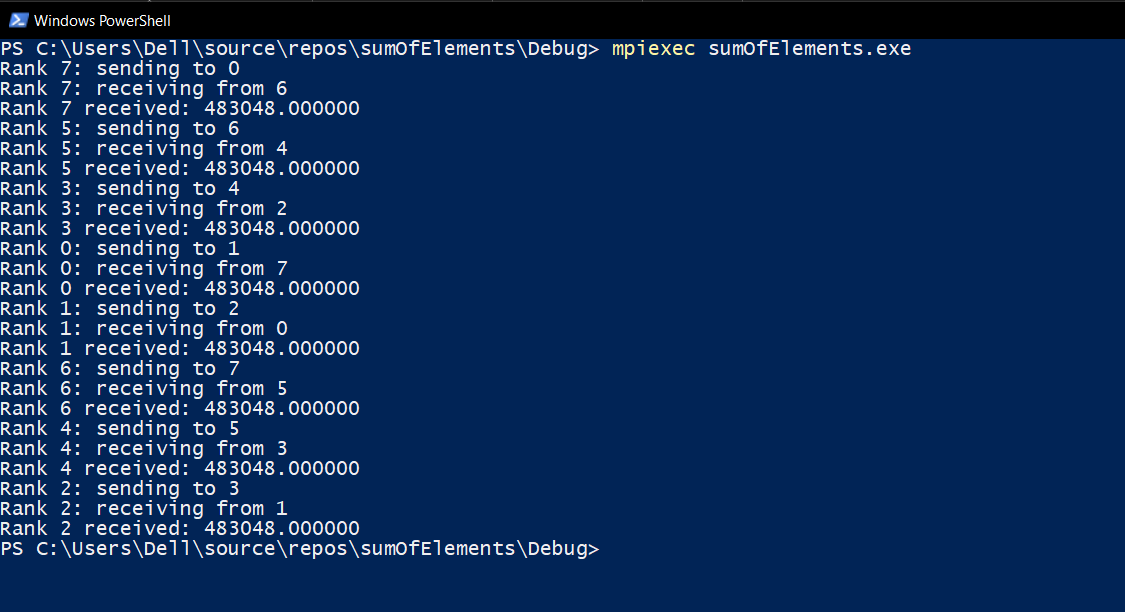 Windows PowerShell
PS C:\Users\Dell\source\repos\sumOfElements\Debug> mpiexec sumOfElements.exe
Rank 7: sending to 0
Rank 7: receiving from 6
Rank 7 received: 483048.000000
Rank 5: sending to 6
Rank 5: receiving from 4
Rank 5 received: 483048.000000
Rank 3: sending to 4
Rank 3: receiving from 2
Rank 3 received: 483048.000000
Rank 0: sending to 1
Rank 0: receiving from 7
Rank 0 received: 483048.000000
Rank 1: sending to 2
Rank 1: receiving from 0
Rank 1 received: 483048.000000
Rank 6: sending to 7
Rank 6: receiving from 5
Rank 6 received: 483048.000000
Rank 4: sending to 5
Rank 4: receiving from 3
Rank 4 received: 483048.000000
Rank 2: sending to 3
Rank 2: receiving from 1
Rank 2 received: 483048.000000
PS C:\Users\Dell\source\repos\sumOfElements\Debug>